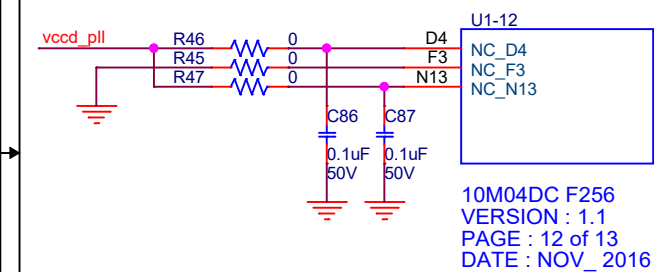 U1-12
vccd_pll R46 0 D4 NC_D4
R45 0 F3 NC_F3
R47 0 N13 NC_N13
C86 C87
0.1uF 0.1uF
50V 50V
10M04DC F256
VERSION : 1.1
PAGE : 12 of 13
DATE : NOV_ 2016